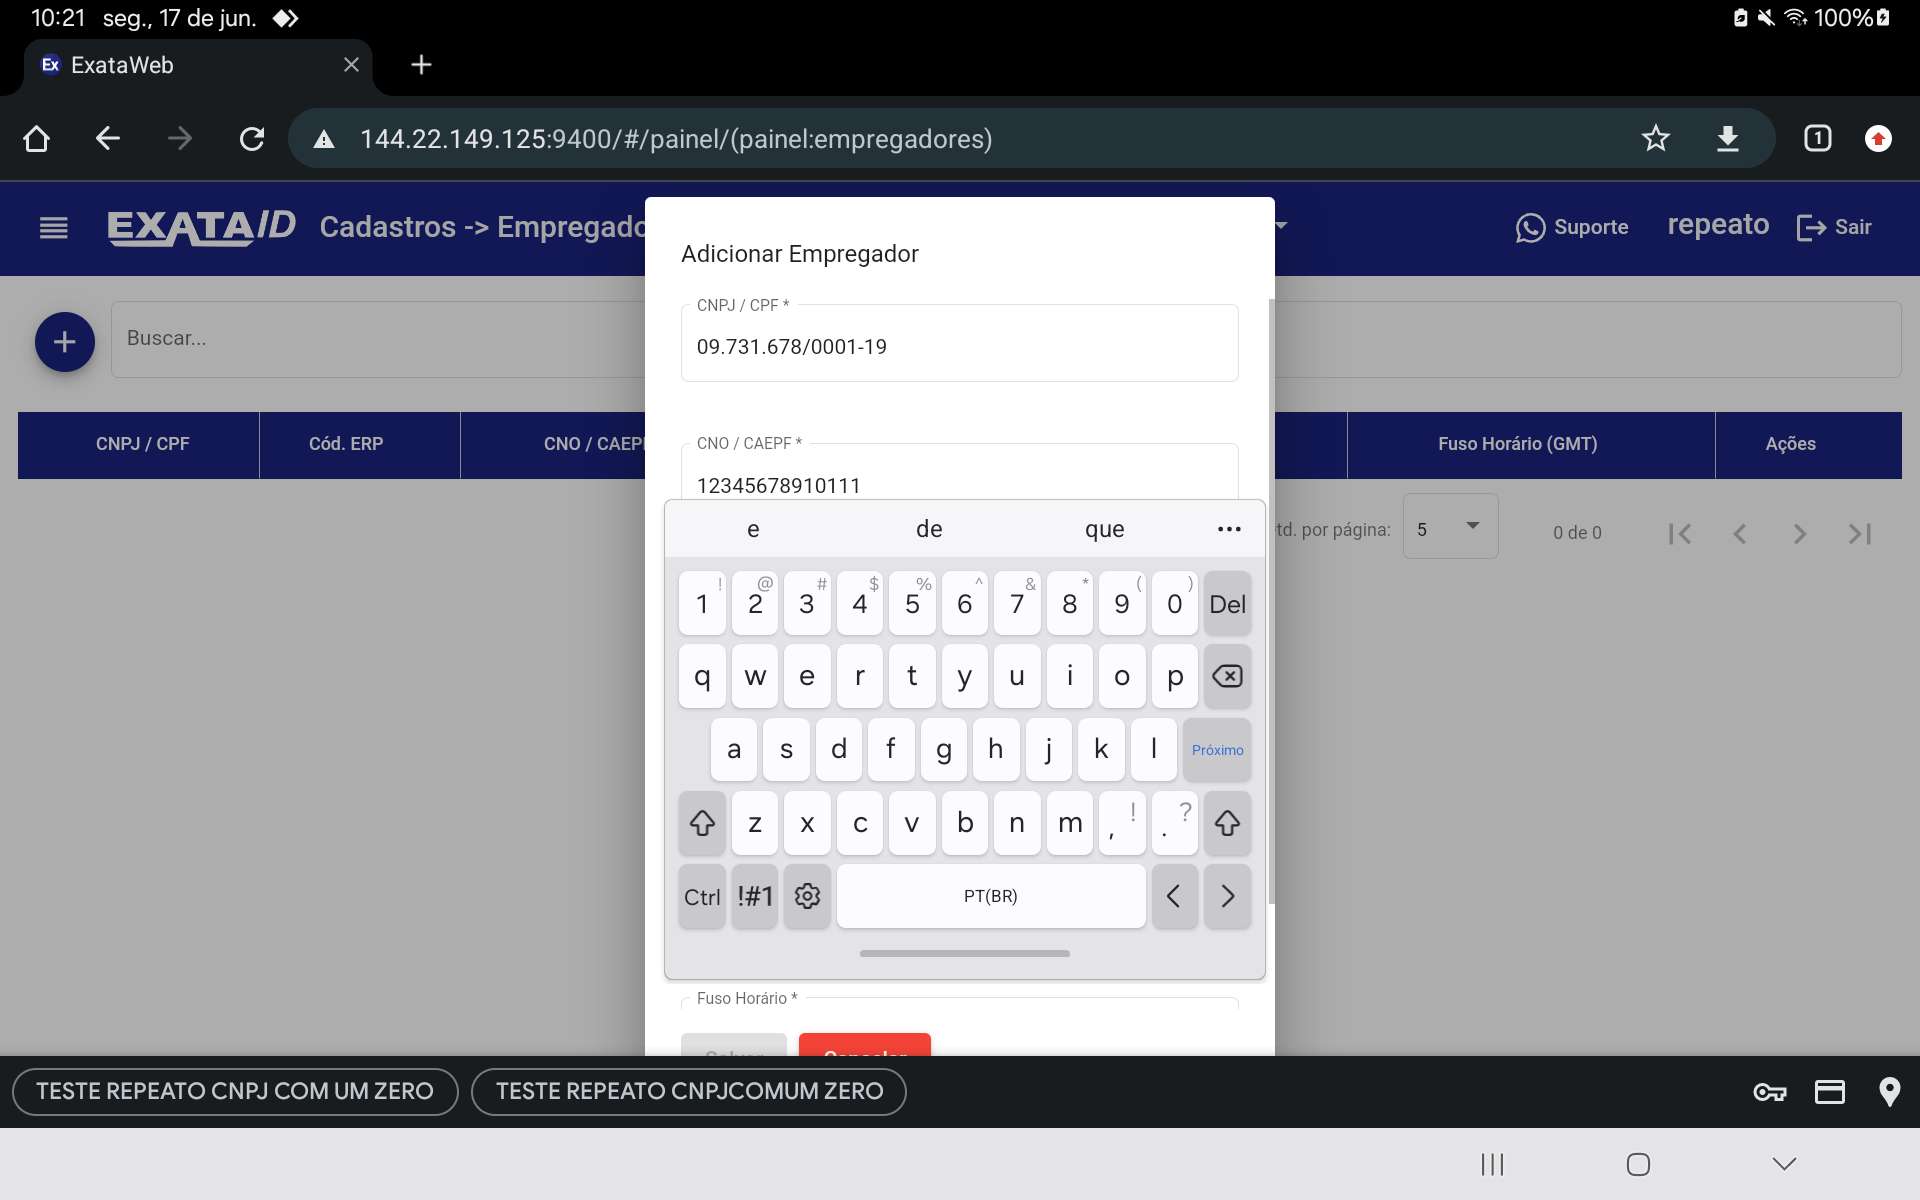 10:21 seg., 17 de jun. 100%
Ex ExataWeb
144.22.149.125:9400/#/painel/(painel:empregadores) 1
EXATAID Cadastros -> Empregado Suporte repeato Sair
Adicionar Empregador
CNPJ / CPF *
09.731.678/0001-19
Buscar...
CNPJ / CPF Cód. ERP CNO / CAEP Fuso Horário (GMT) Ações
CNO / CAEPF *
12345678910111
td. por página: 5 0 de 0
e de que ...
! @ # $ % ^ & * ( )
1 2 3 4 5 6 7 8 9 0 Del
q w e r t y u i o p
a s d f g h j k l Próximo
z x c v b n m , ! . ?
Ctrl !#1 PT(BR) < >
Fuso Horário *
Salvar Cancelar
TESTE REPEATO CNPJ COM UM ZERO TESTE REPEATO CNPJCOMUM ZERO